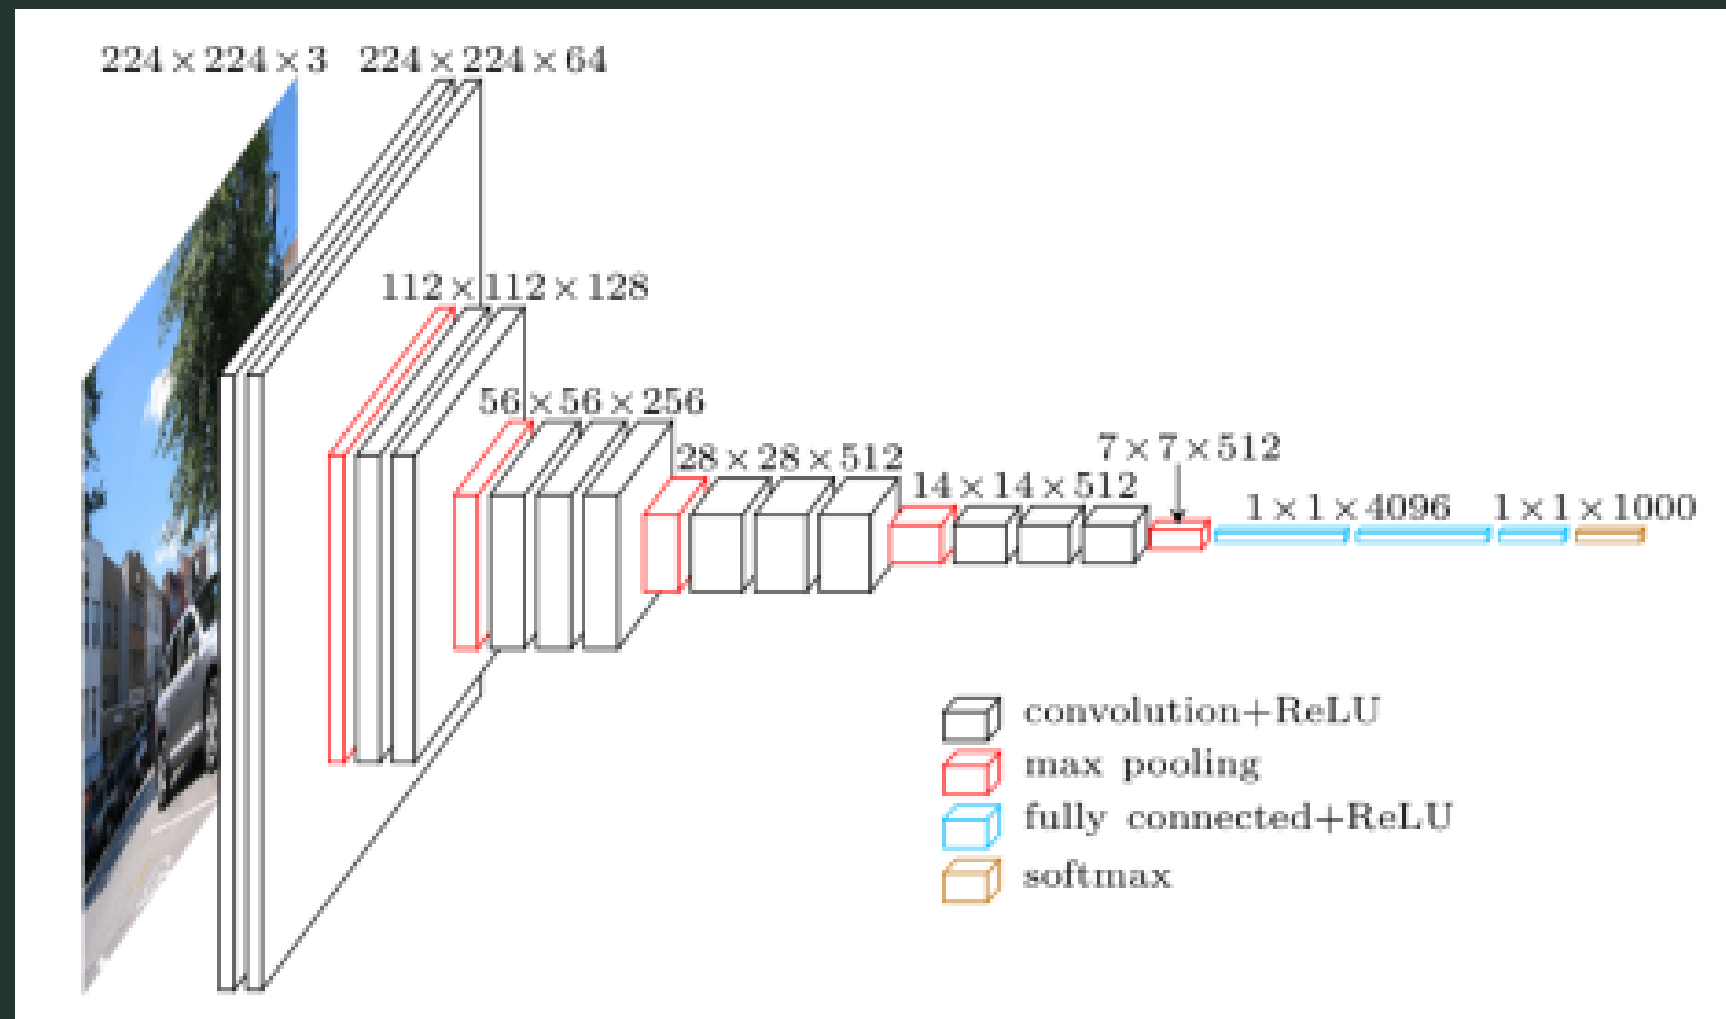 224 × 224 × 3
224 × 224 × 64
112 × 112 × 128
56 × 56 × 256
28 × 28 × 512
14 × 14 × 512
7 × 7 × 512
1 × 1 × 4096
1 × 1 × 1000
convolution+ReLU
max pooling
fully connected+ReLU
softmax